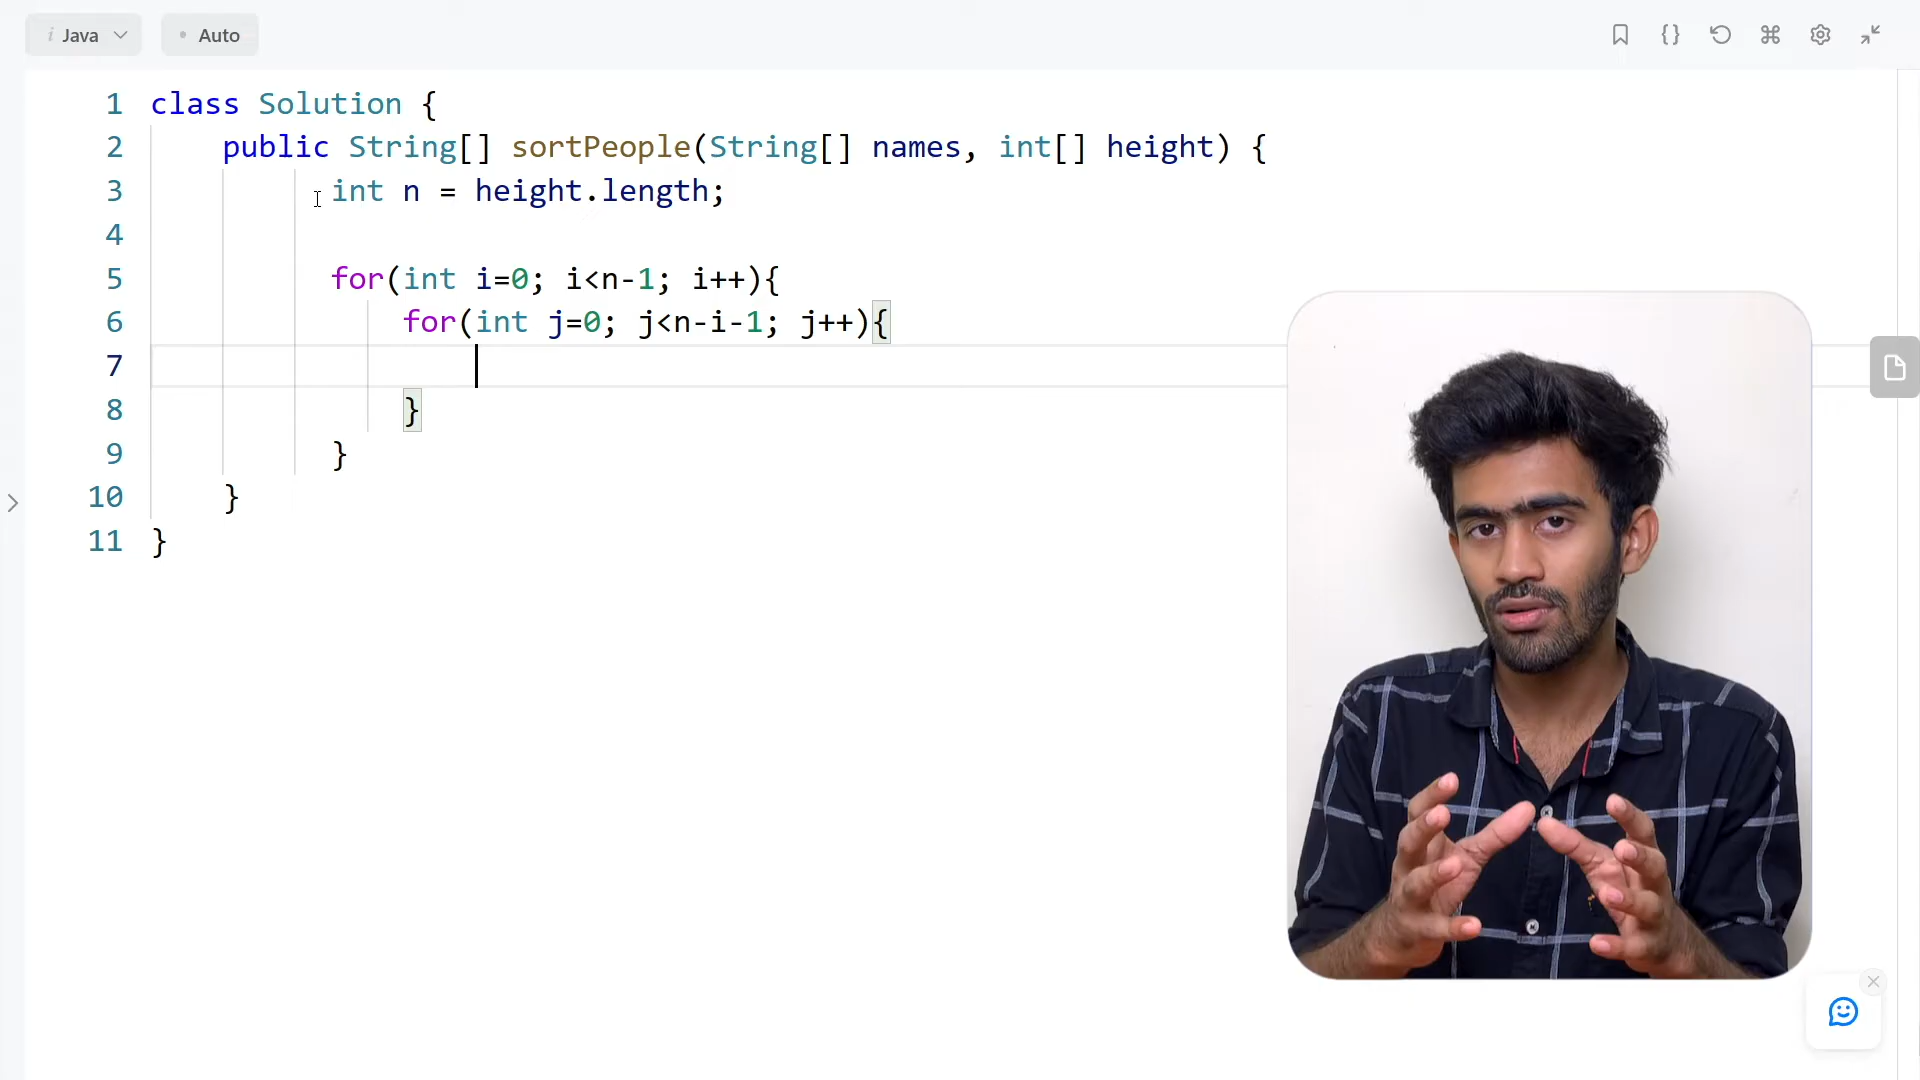 i Java
• Auto
1 class Solution {
2 public String[] sortPeople(String[] names, int[] height) {
3 int n = height.length;
4
5 for(int i=0; i<n-1; i++){
6 for(int j=0; j<n-i-1; j++){
7
8 }
9 }
10 }
11 }